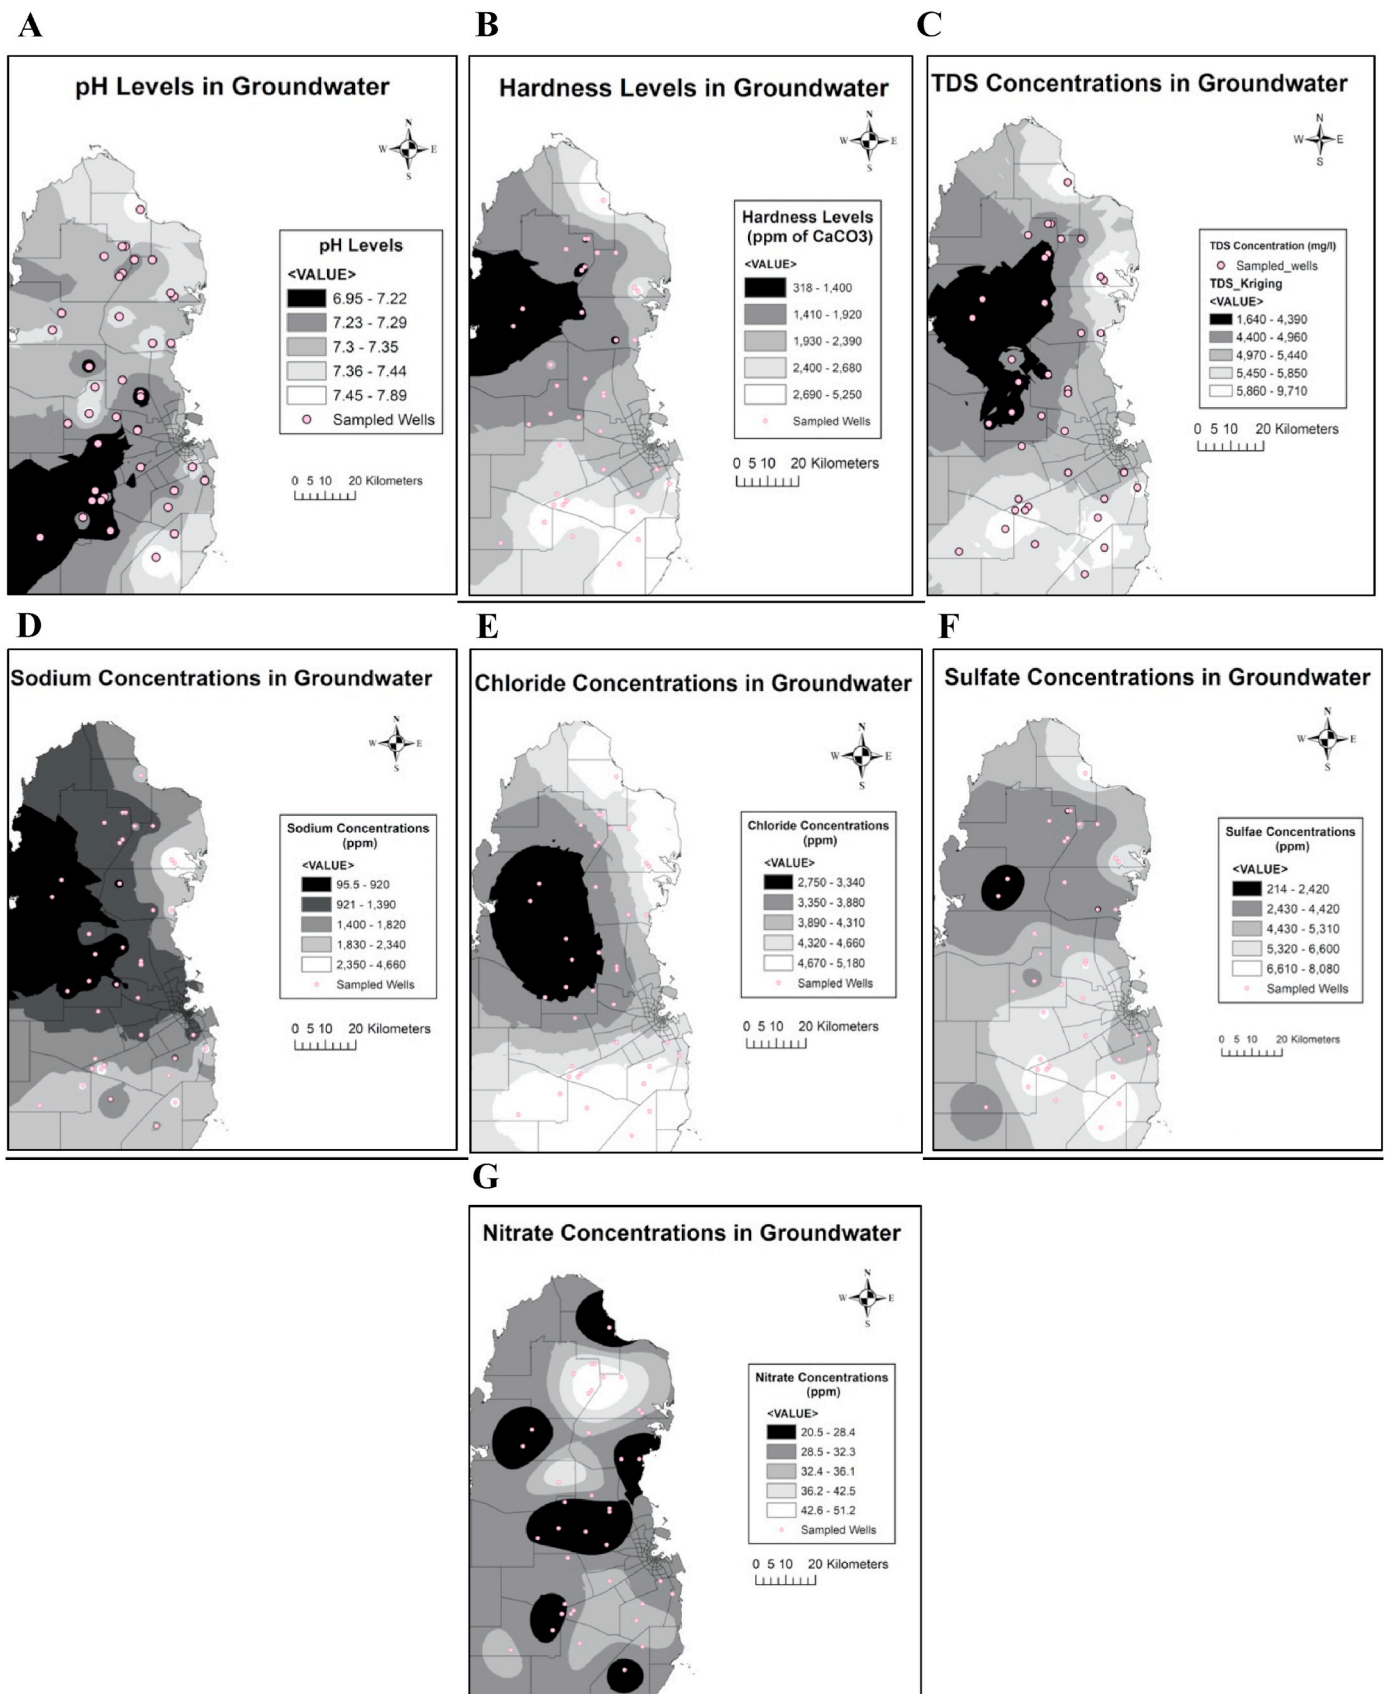 A
pH Levels in Groundwater
N
W E
S
pH Levels
<VALUE>
6.95 - 7.22
7.23 - 7.29
7.3 - 7.35
7.36 - 7.44
7.45 - 7.89
Sampled Wells
0 5 10 20 Kilometers
B
Hardness Levels in Groundwater
N
W E
S
Hardness Levels
(ppm of CaCO3)
<VALUE>
318 - 1,400
1,410 - 1,920
1,930 - 2,390
2,400 - 2,680
2,690 - 5,250
Sampled Wells
0 5 10 20 Kilometers
C
TDS Concentrations in Groundwater
N
W E
S
TDS Concentration (mg/l)
Sampled_wells
TDS_Kriging
<VALUE>
1,640 - 4,390
4,400 - 4,960
4,970 - 5,440
5,450 - 5,850
5,860 - 9,710
0 5 10 20 Kilometers
D
Sodium Concentrations in Groundwater
N
W E
S
Sodium Concentrations
(ppm)
<VALUE>
95.5 - 920
921 - 1,390
1,400 - 1,820
1,830 - 2,340
2,350 - 4,660
Sampled Wells
0 5 10 20 Kilometers
E
Chloride Concentrations in Groundwater
N
W E
S
Chloride Concentrations
(ppm)
<VALUE>
2,750 - 3,340
3,350 - 3,880
3,890 - 4,310
4,320 - 4,660
4,670 - 5,180
Sampled Wells
0 5 10 20 Kilometers
F
Sulfate Concentrations in Groundwater
N
W E
S
Sulfae Concentrations
(ppm)
<VALUE>
214 - 2,420
2,430 - 4,420
4,430 - 5,310
5,320 - 6,600
6,610 - 8,080
Sampled Wells
0 5 10 20 Kilometers
G
Nitrate Concentrations in Groundwater
N
W E
S
Nitrate Concentrations
(ppm)
<VALUE>
20.5 - 28.4
28.5 - 32.3
32.4 - 36.1
36.2 - 42.5
42.6 - 51.2
Sampled Wells
0 5 10 20 Kilometers